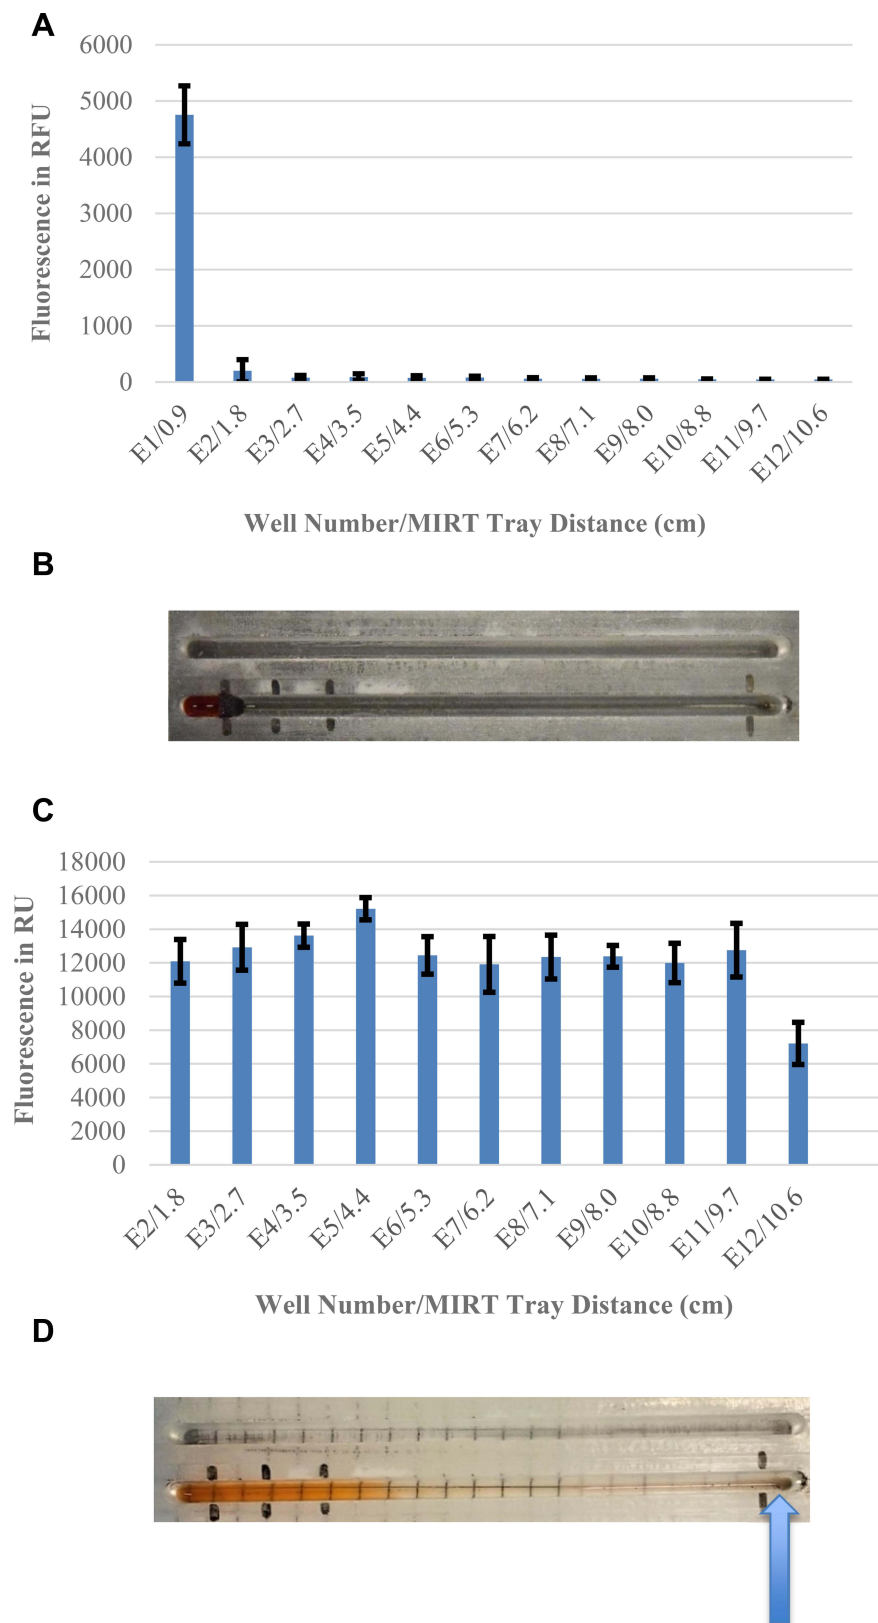 A
6000
5000
4000
3000
2000
1000
0
Fluorescence in RFU
E1/0.9
E2/1.8
E3/2.7
E4/3.5
E5/4.4
E6/5.3
E7/6.2
E8/7.1
E9/8.0
E10/8.8
E11/9.7
E12/10.6
Well Number/MIRT Tray Distance (cm)
B
C
18000
16000
14000
12000
10000
8000
6000
4000
2000
0
Fluorescence in RU
E2/1.8
E3/2.7
E4/3.5
E5/4.4
E6/5.3
E7/6.2
E8/7.1
E9/8.0
E10/8.8
E11/9.7
E12/10.6
Well Number/MIRT Tray Distance (cm)
D